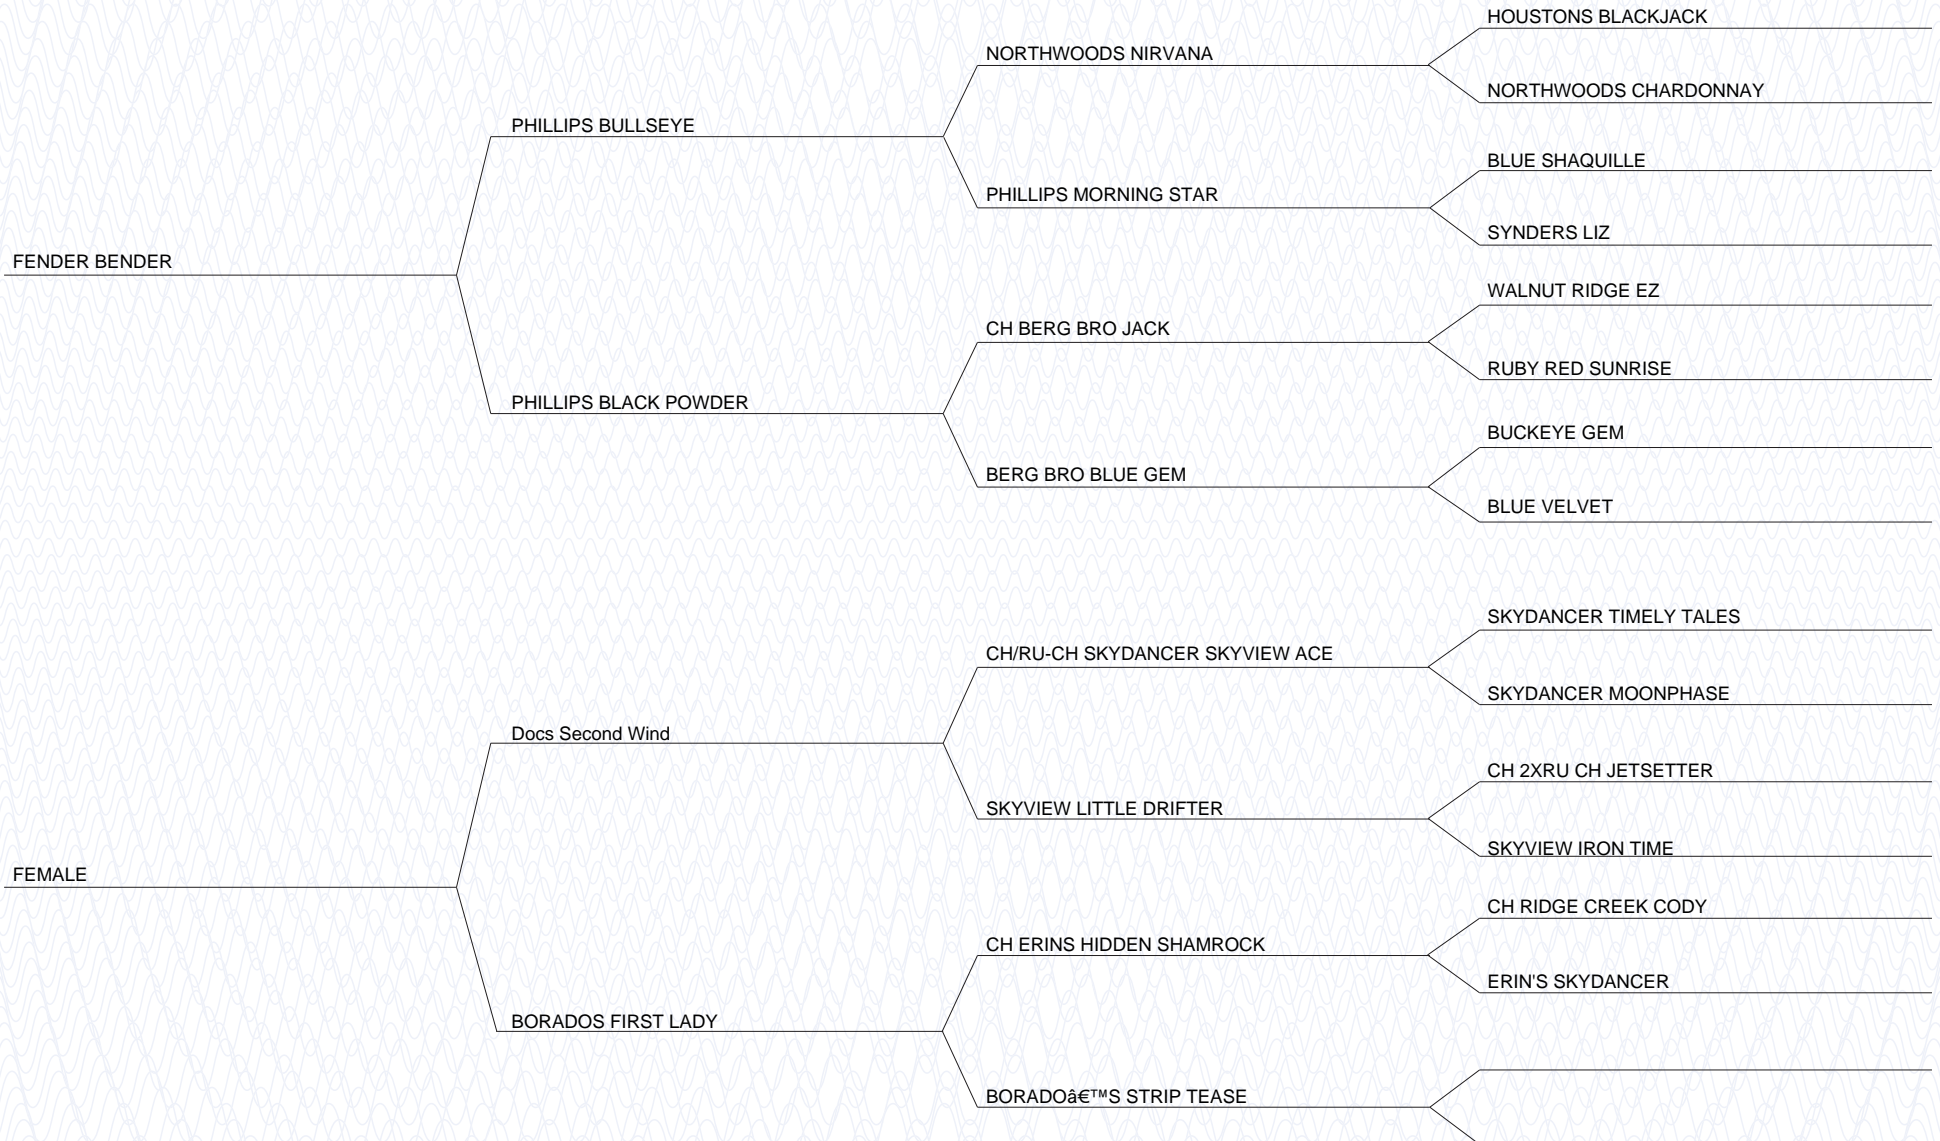 HOUSTONS BLACKJACK
NORTHWOODS NIRVANA
NORTHWOODS CHARDONNAY
PHILLIPS BULLSEYE
BLUE SHAQUILLE
PHILLIPS MORNING STAR
SYNDERS LIZ
FENDER BENDER
WALNUT RIDGE EZ
CH BERG BRO JACK
RUBY RED SUNRISE
PHILLIPS BLACK POWDER
BUCKEYE GEM
BERG BRO BLUE GEM
BLUE VELVET
SKYDANCER TIMELY TALES
CH/RU-CH SKYDANCER SKYVIEW ACE
SKYDANCER MOONPHASE
Docs Second Wind
CH 2XRU CH JETSETTER
SKYVIEW LITTLE DRIFTER
SKYVIEW IRON TIME
FEMALE
CH RIDGE CREEK CODY
CH ERINS HIDDEN SHAMROCK
ERIN'S SKYDANCER
BORADOS FIRST LADY
BORADOâ€™S STRIP TEASE